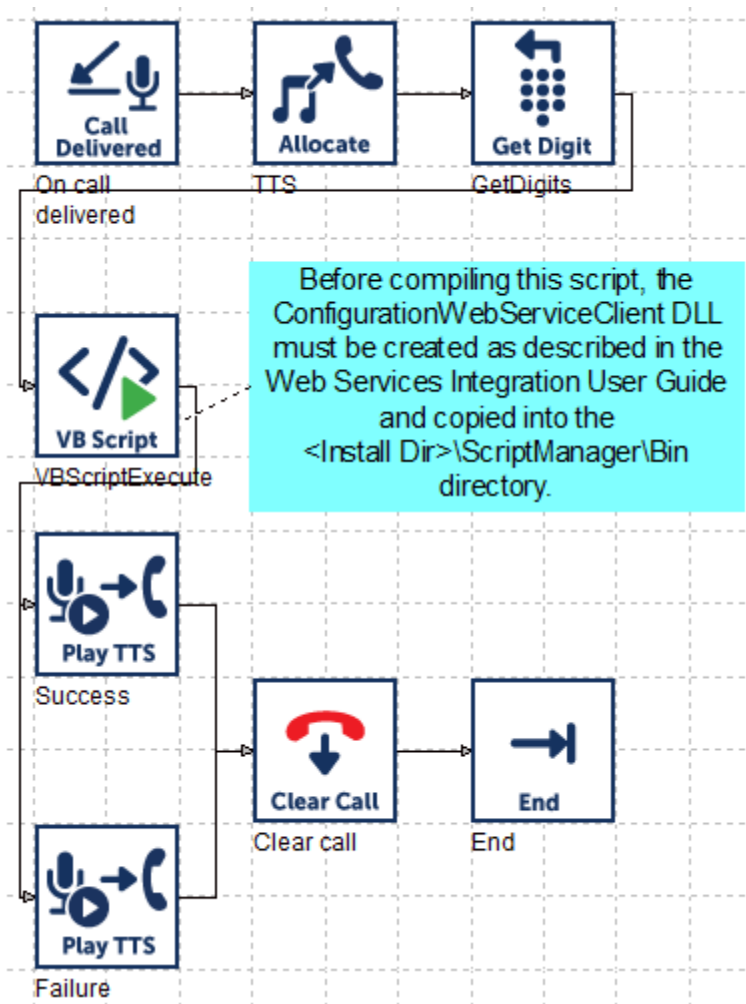 Call
Delivered
Allocate
Get Digit
On call
delivered
TTS
GetDigits
Before compiling this script, the
ConfigurationWebServiceClient DLL
must be created as described in the
Web Services Integration User Guide
and copied into the
<Install Dir>\ScriptManager\Bin
directory.
VB Script
VBScriptExecute
Play TTS
Success
Clear Call
End
Clear call
End
Play TTS
Failure